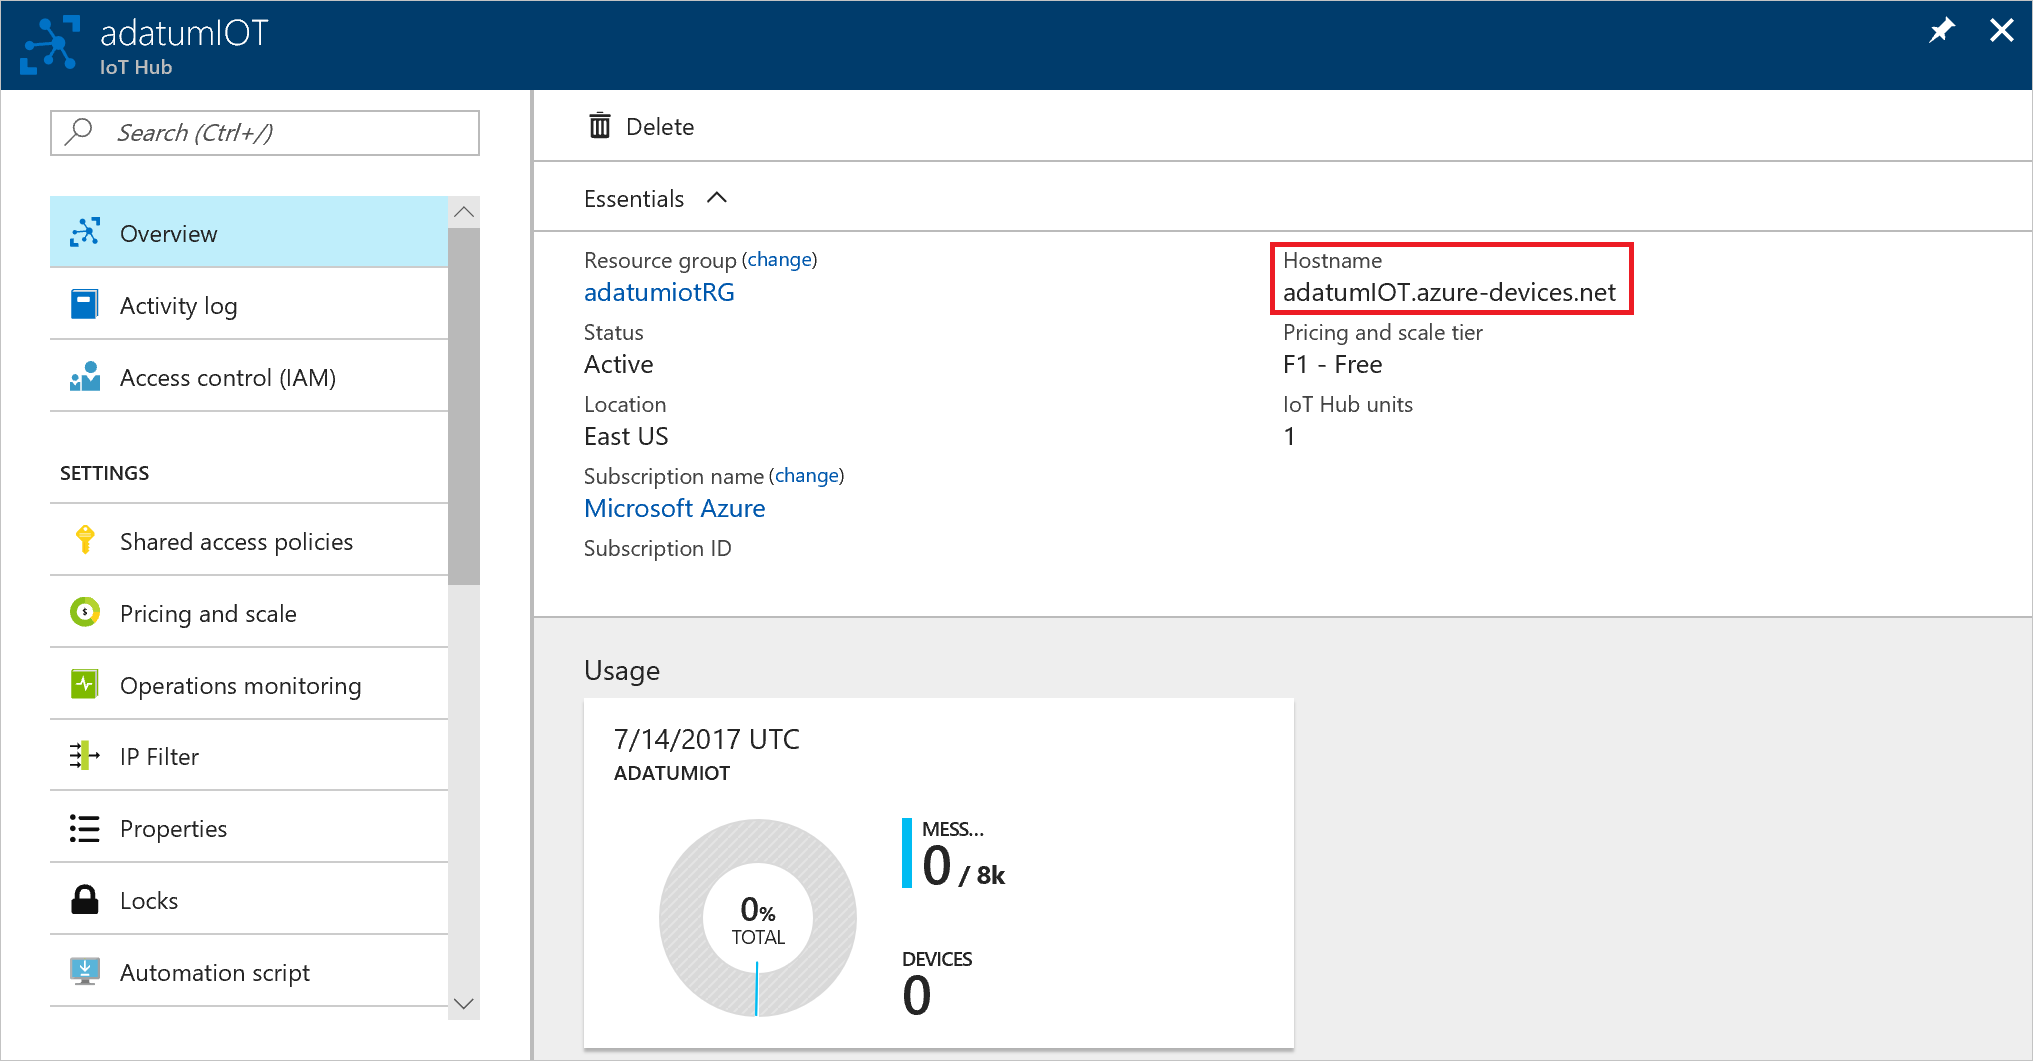 adatumIOT
IoT Hub
Search (Ctrl+/)
Overview
Activity log
Access control (IAM)
SETTINGS
Shared access policies
Pricing and scale
$
Operations monitoring
IP Filter
Properties
Locks
Automation script
Delete
Essentials
Resource group (change)
adatumiotRG
Status
Active
Location
East US
Subscription name (change)
Microsoft Azure
Subscription ID
Hostname
adatumIOT.azure-devices.net
Pricing and scale tier
F1 - Free
IoT Hub units
1
Usage
7/14/2017 UTC
ADATUMIOT
0%
TOTAL
MESS...
0 / 8k
DEVICES
0